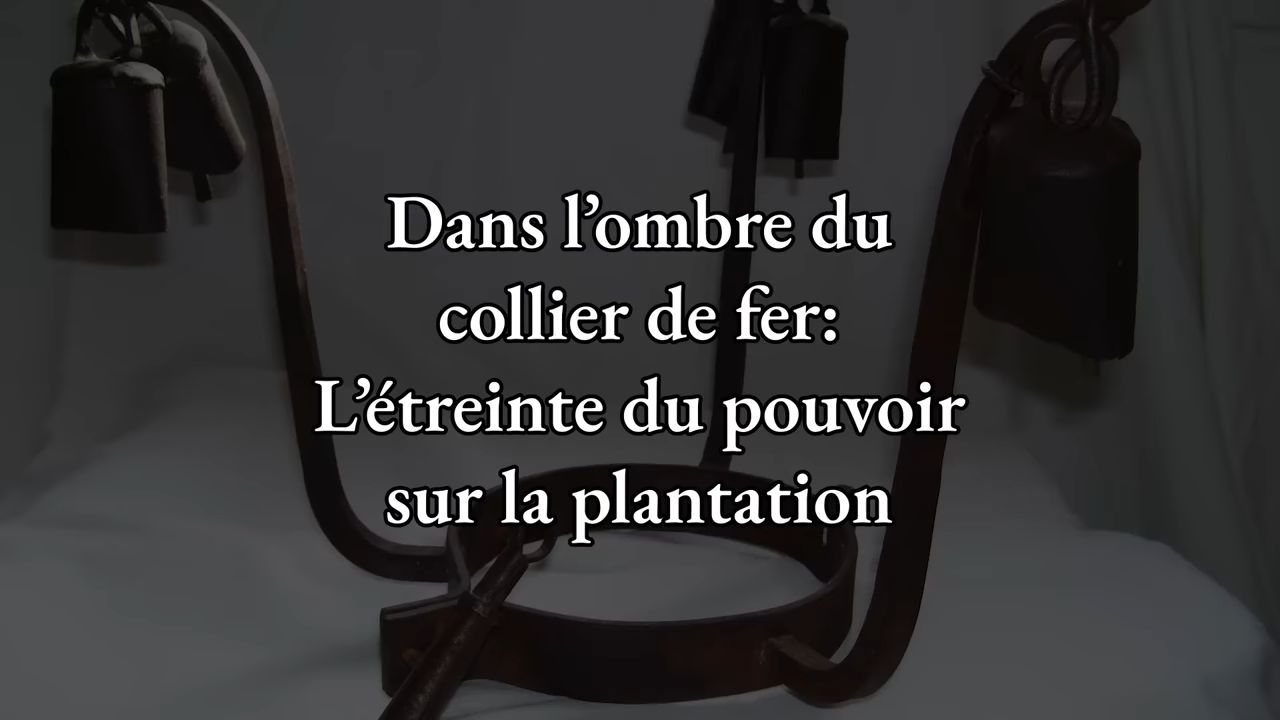 Dans l’ombre du
collier de fer:
L’étreinte du pouvoir
sur la plantation